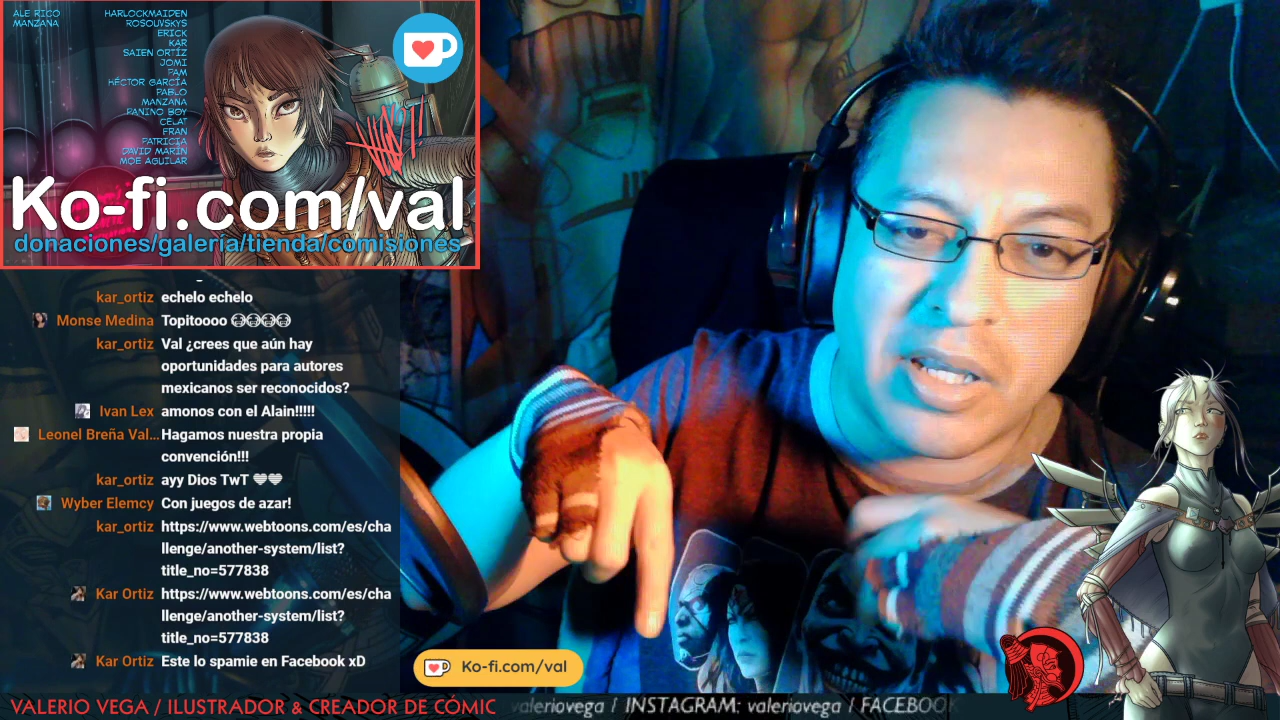 ALE RICO
MANZANA
HARLOCKMAIDEN
ROSOUVSKYS
ERICK
KAR
SAIEN ORTÍZ
JOMI
PAM
HÉCTOR GARCÍA
PABLO
MANZANA
PANINO BOY
CELAT
FRAN
PATRICIA
DAVID MARÍN
MOE AGUILAR
Ko-fi.com/val
donaciones/galería/tienda/comisiones
kar_ortiz echelo echelo
Monse Medina Topitoooo 😂😂😂😂
kar_ortiz Val ¿crees que aún hay
oportunidades para autores
mexicanos ser reconocidos?
Ivan Lex amonos con el Alain!!!!!
Leonel Breña Val... Hagamos nuestra propia
convención!!!
kar_ortiz ayy Dios TwT 🤍🤍
Wyber Elemcy Con juegos de azar!
kar_ortiz https://www.webtoons.com/es/cha
llenge/another-system/list?
title_no=577838
Kar Ortiz https://www.webtoons.com/es/cha
llenge/another-system/list?
title_no=577838
Kar Ortiz Este lo spamie en Facebook xD
Ko-fi.com/val
VALERIO VEGA / ILUSTRADOR & CREADOR DE CÓMIC valeriovega / INSTAGRAM: valeriovega / FACEBOOK